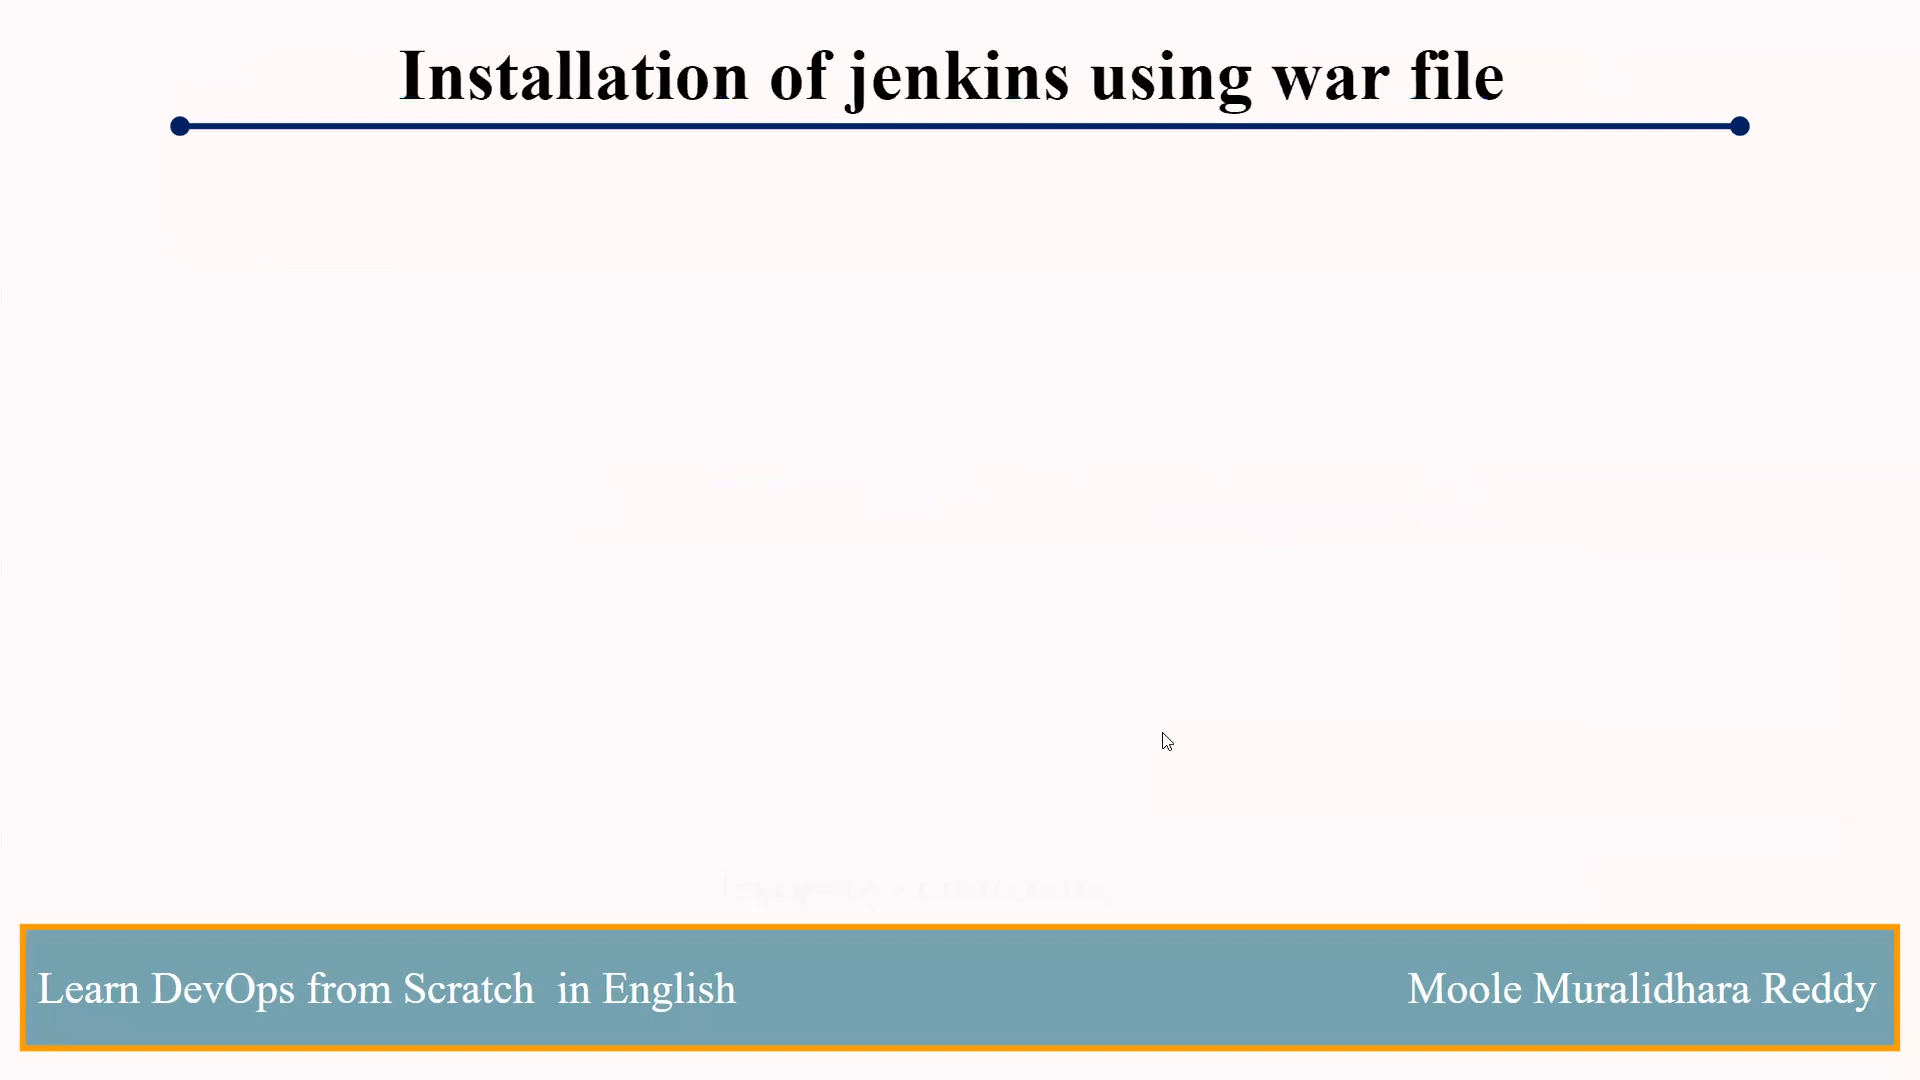 Installation of jenkins using war file
Learn DevOps from Scratch in English
Moole Muralidhara Reddy